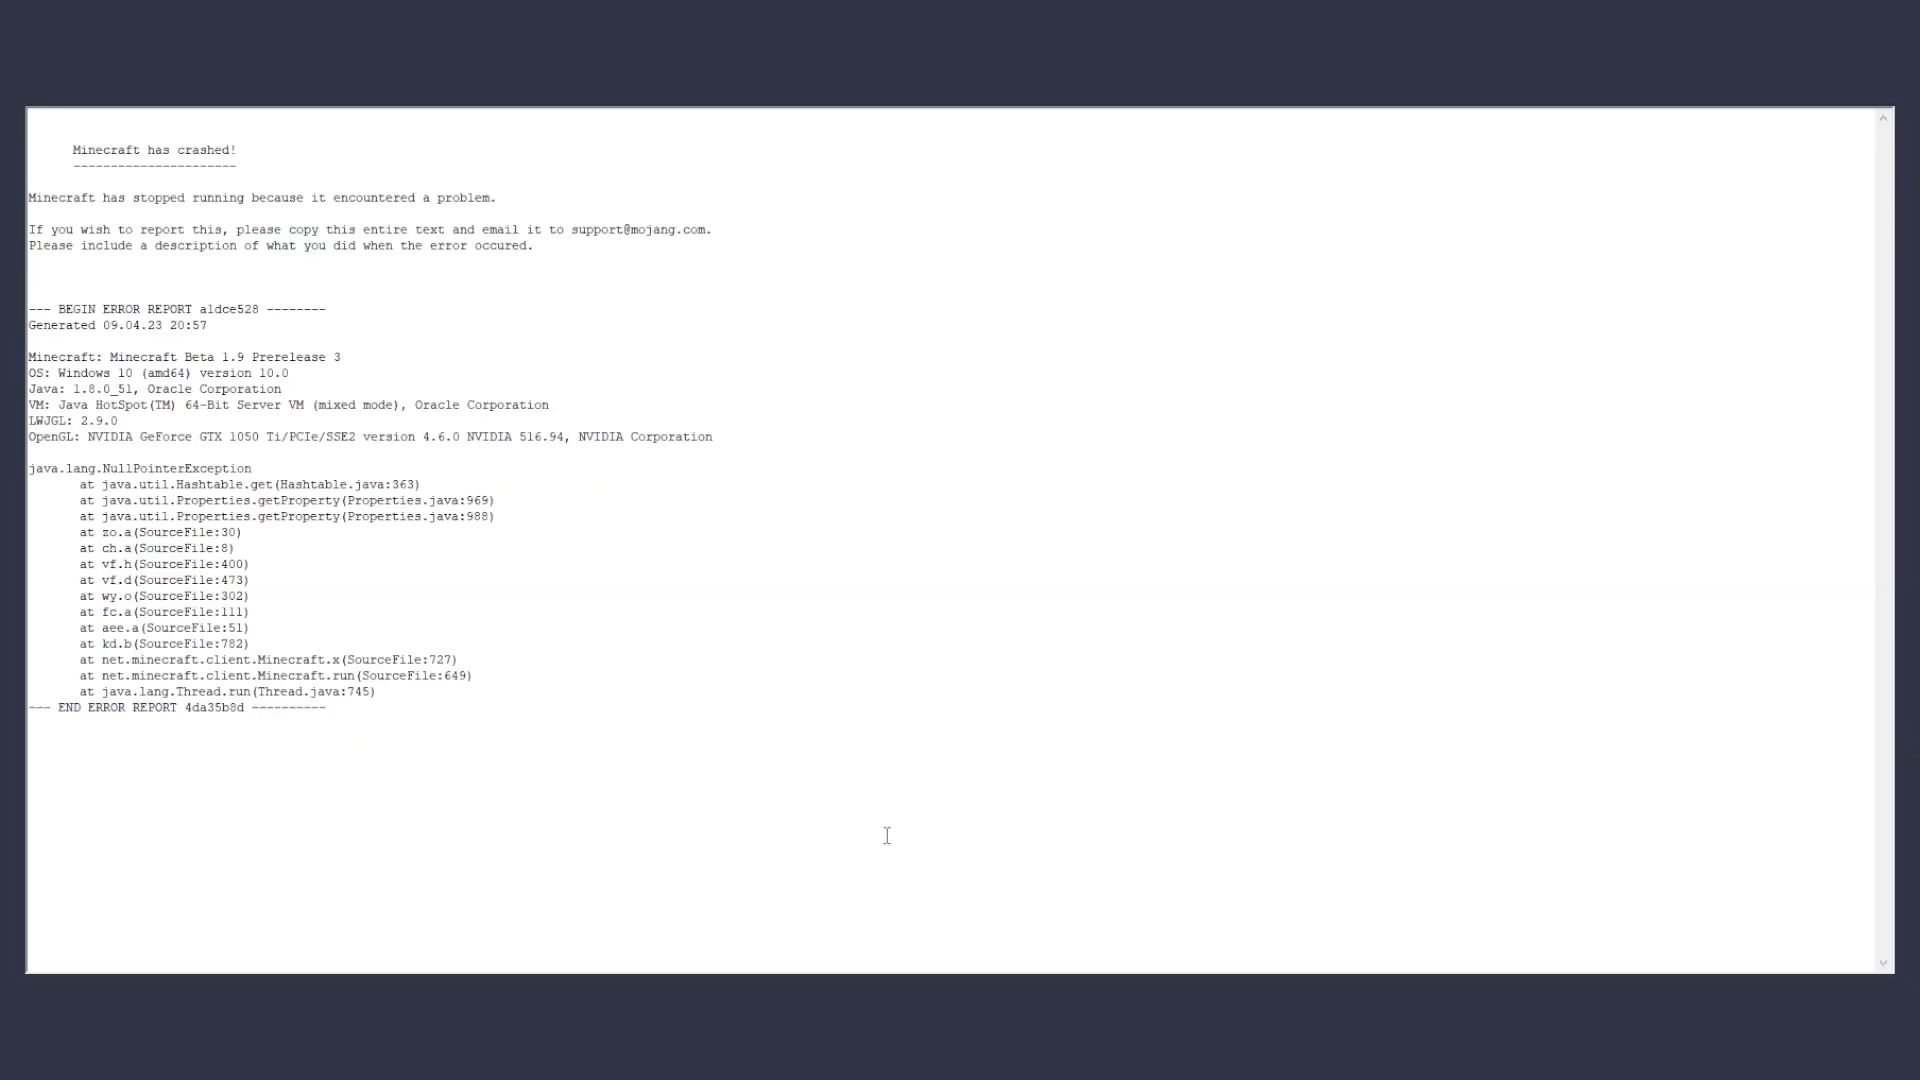 Minecraft has crashed!
----------------------
Minecraft has stopped running because it encountered a problem.
If you wish to report this, please copy this entire text and email it to support@mojang.com.
Please include a description of what you did when the error occured.
--- BEGIN ERROR REPORT a1dce528 --------
Generated 09.04.23 20:57
Minecraft: Minecraft Beta 1.9 Prerelease 3
OS: Windows 10 (amd64) version 10.0
Java: 1.8.0_51, Oracle Corporation
VM: Java HotSpot(TM) 64-Bit Server VM (mixed mode), Oracle Corporation
LWJGL: 2.9.0
OpenGL: NVIDIA GeForce GTX 1050 Ti/PCIe/SSE2 version 4.6.0 NVIDIA 516.94, NVIDIA Corporation
java.lang.NullPointerException
at java.util.Hashtable.get(Hashtable.java:363)
at java.util.Properties.getProperty(Properties.java:969)
at java.util.Properties.getProperty(Properties.java:988)
at zo.a(SourceFile:30)
at ch.a(SourceFile:8)
at vf.h(SourceFile:400)
at vf.d(SourceFile:473)
at wy.o(SourceFile:302)
at fc.a(SourceFile:111)
at aee.a(SourceFile:51)
at kd.b(SourceFile:782)
at net.minecraft.client.Minecraft.x(SourceFile:727)
at net.minecraft.client.Minecraft.run(SourceFile:649)
at java.lang.Thread.run(Thread.java:745)
--- END ERROR REPORT 4da35b8d ----------